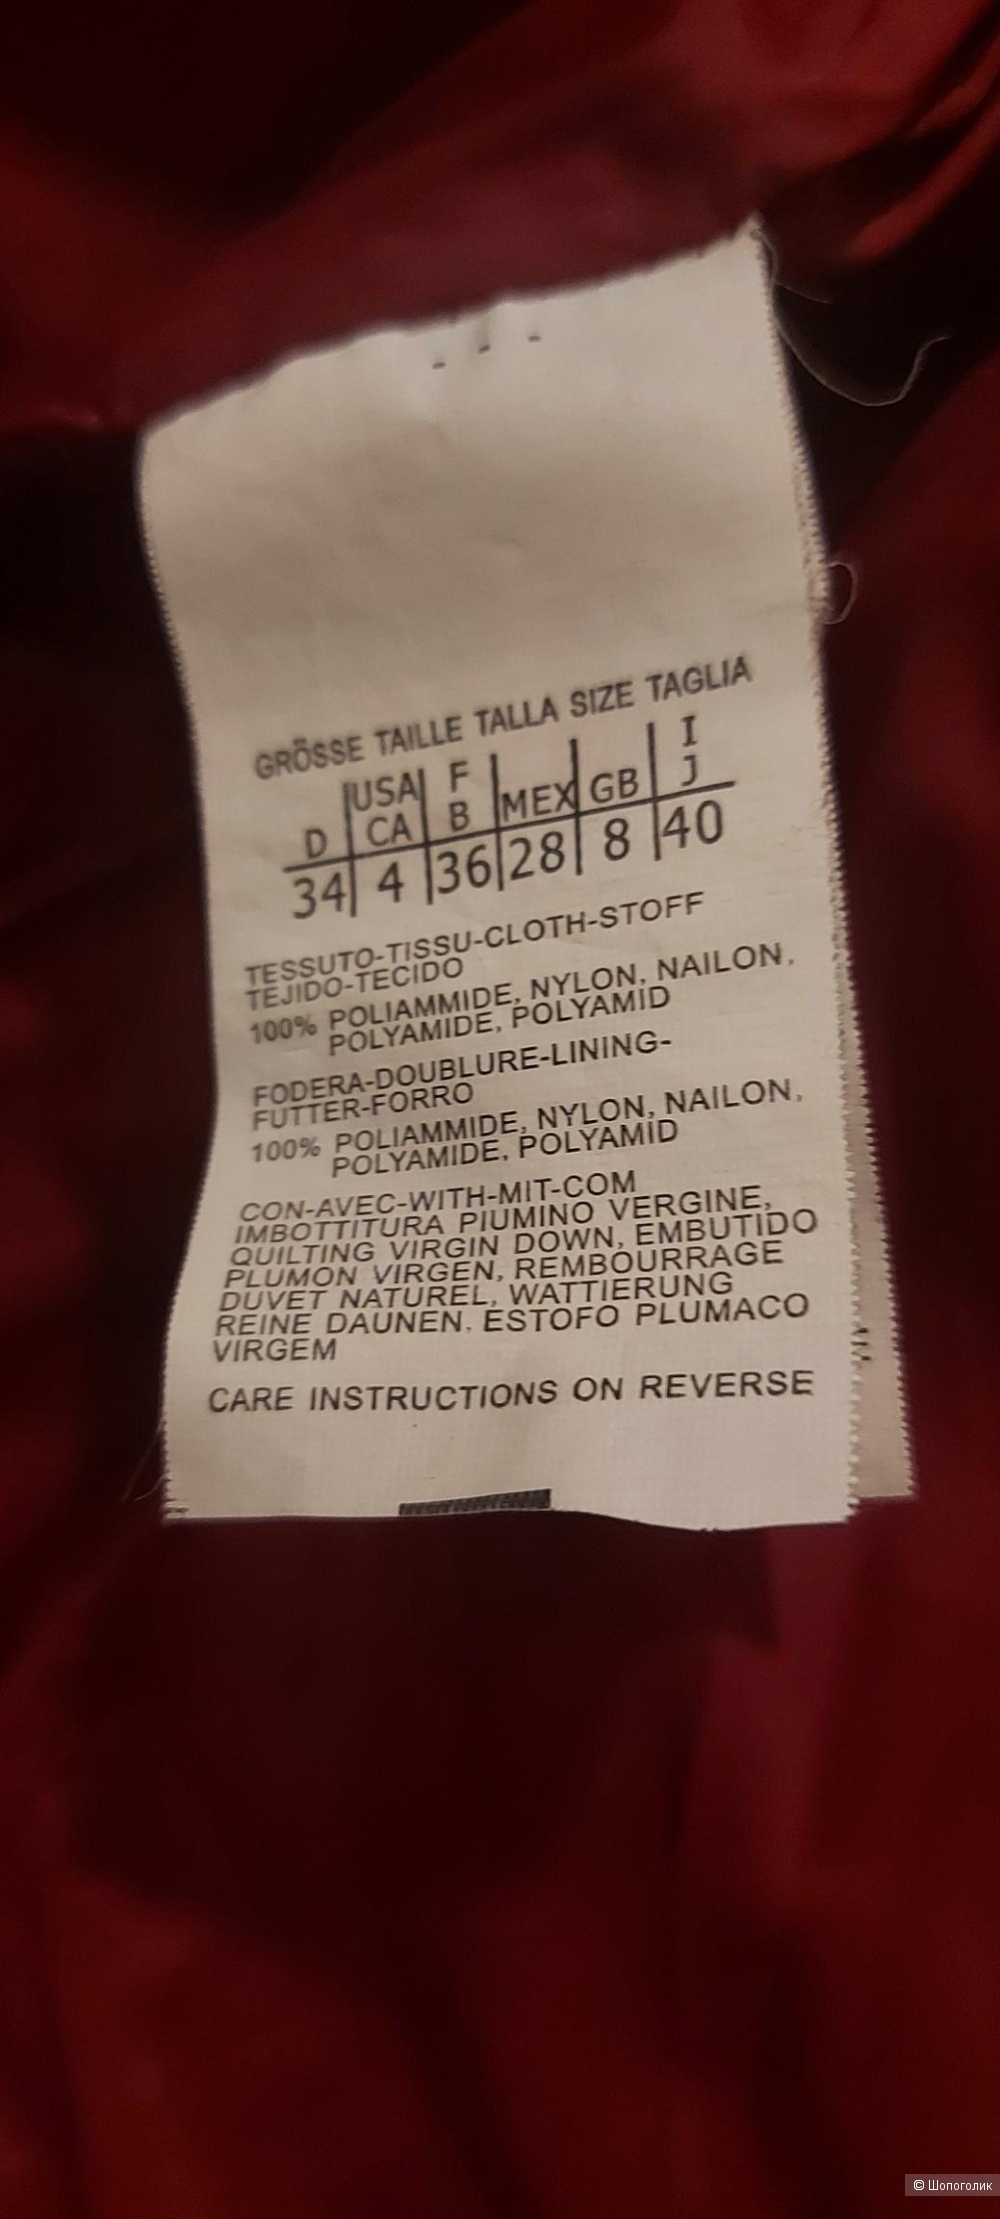 GRÖSSE TAILLE TALLA SIZE TAGLIA
D USA CA F B MEX GB I J
34 4 36 28 8 40
TESSUTO-TISSU-CLOTH-STOFF
TEJIDO-TECIDO
100% POLIAMMIDE, NYLON, NAILON,
POLYAMIDE, POLYAMID
FODERA-DOUBLURE-LINING-
FUTTER-FORRO
100% POLIAMMIDE, NYLON, NAILON,
POLYAMIDE, POLYAMID
CON-AVEC-WITH-MIT-COM
IMBOTTITURA PIUMINO VERGINE,
QUILTING VIRGIN DOWN, EMBUTIDO
PLUMON VIRGEN, REMBOURRAGE
DUVET NATUREL, WATTIERUNG
REINE DAUNEN. ESTOFO PLUMACO
VIRGEM
CARE INSTRUCTIONS ON REVERSE
© Шопоголик